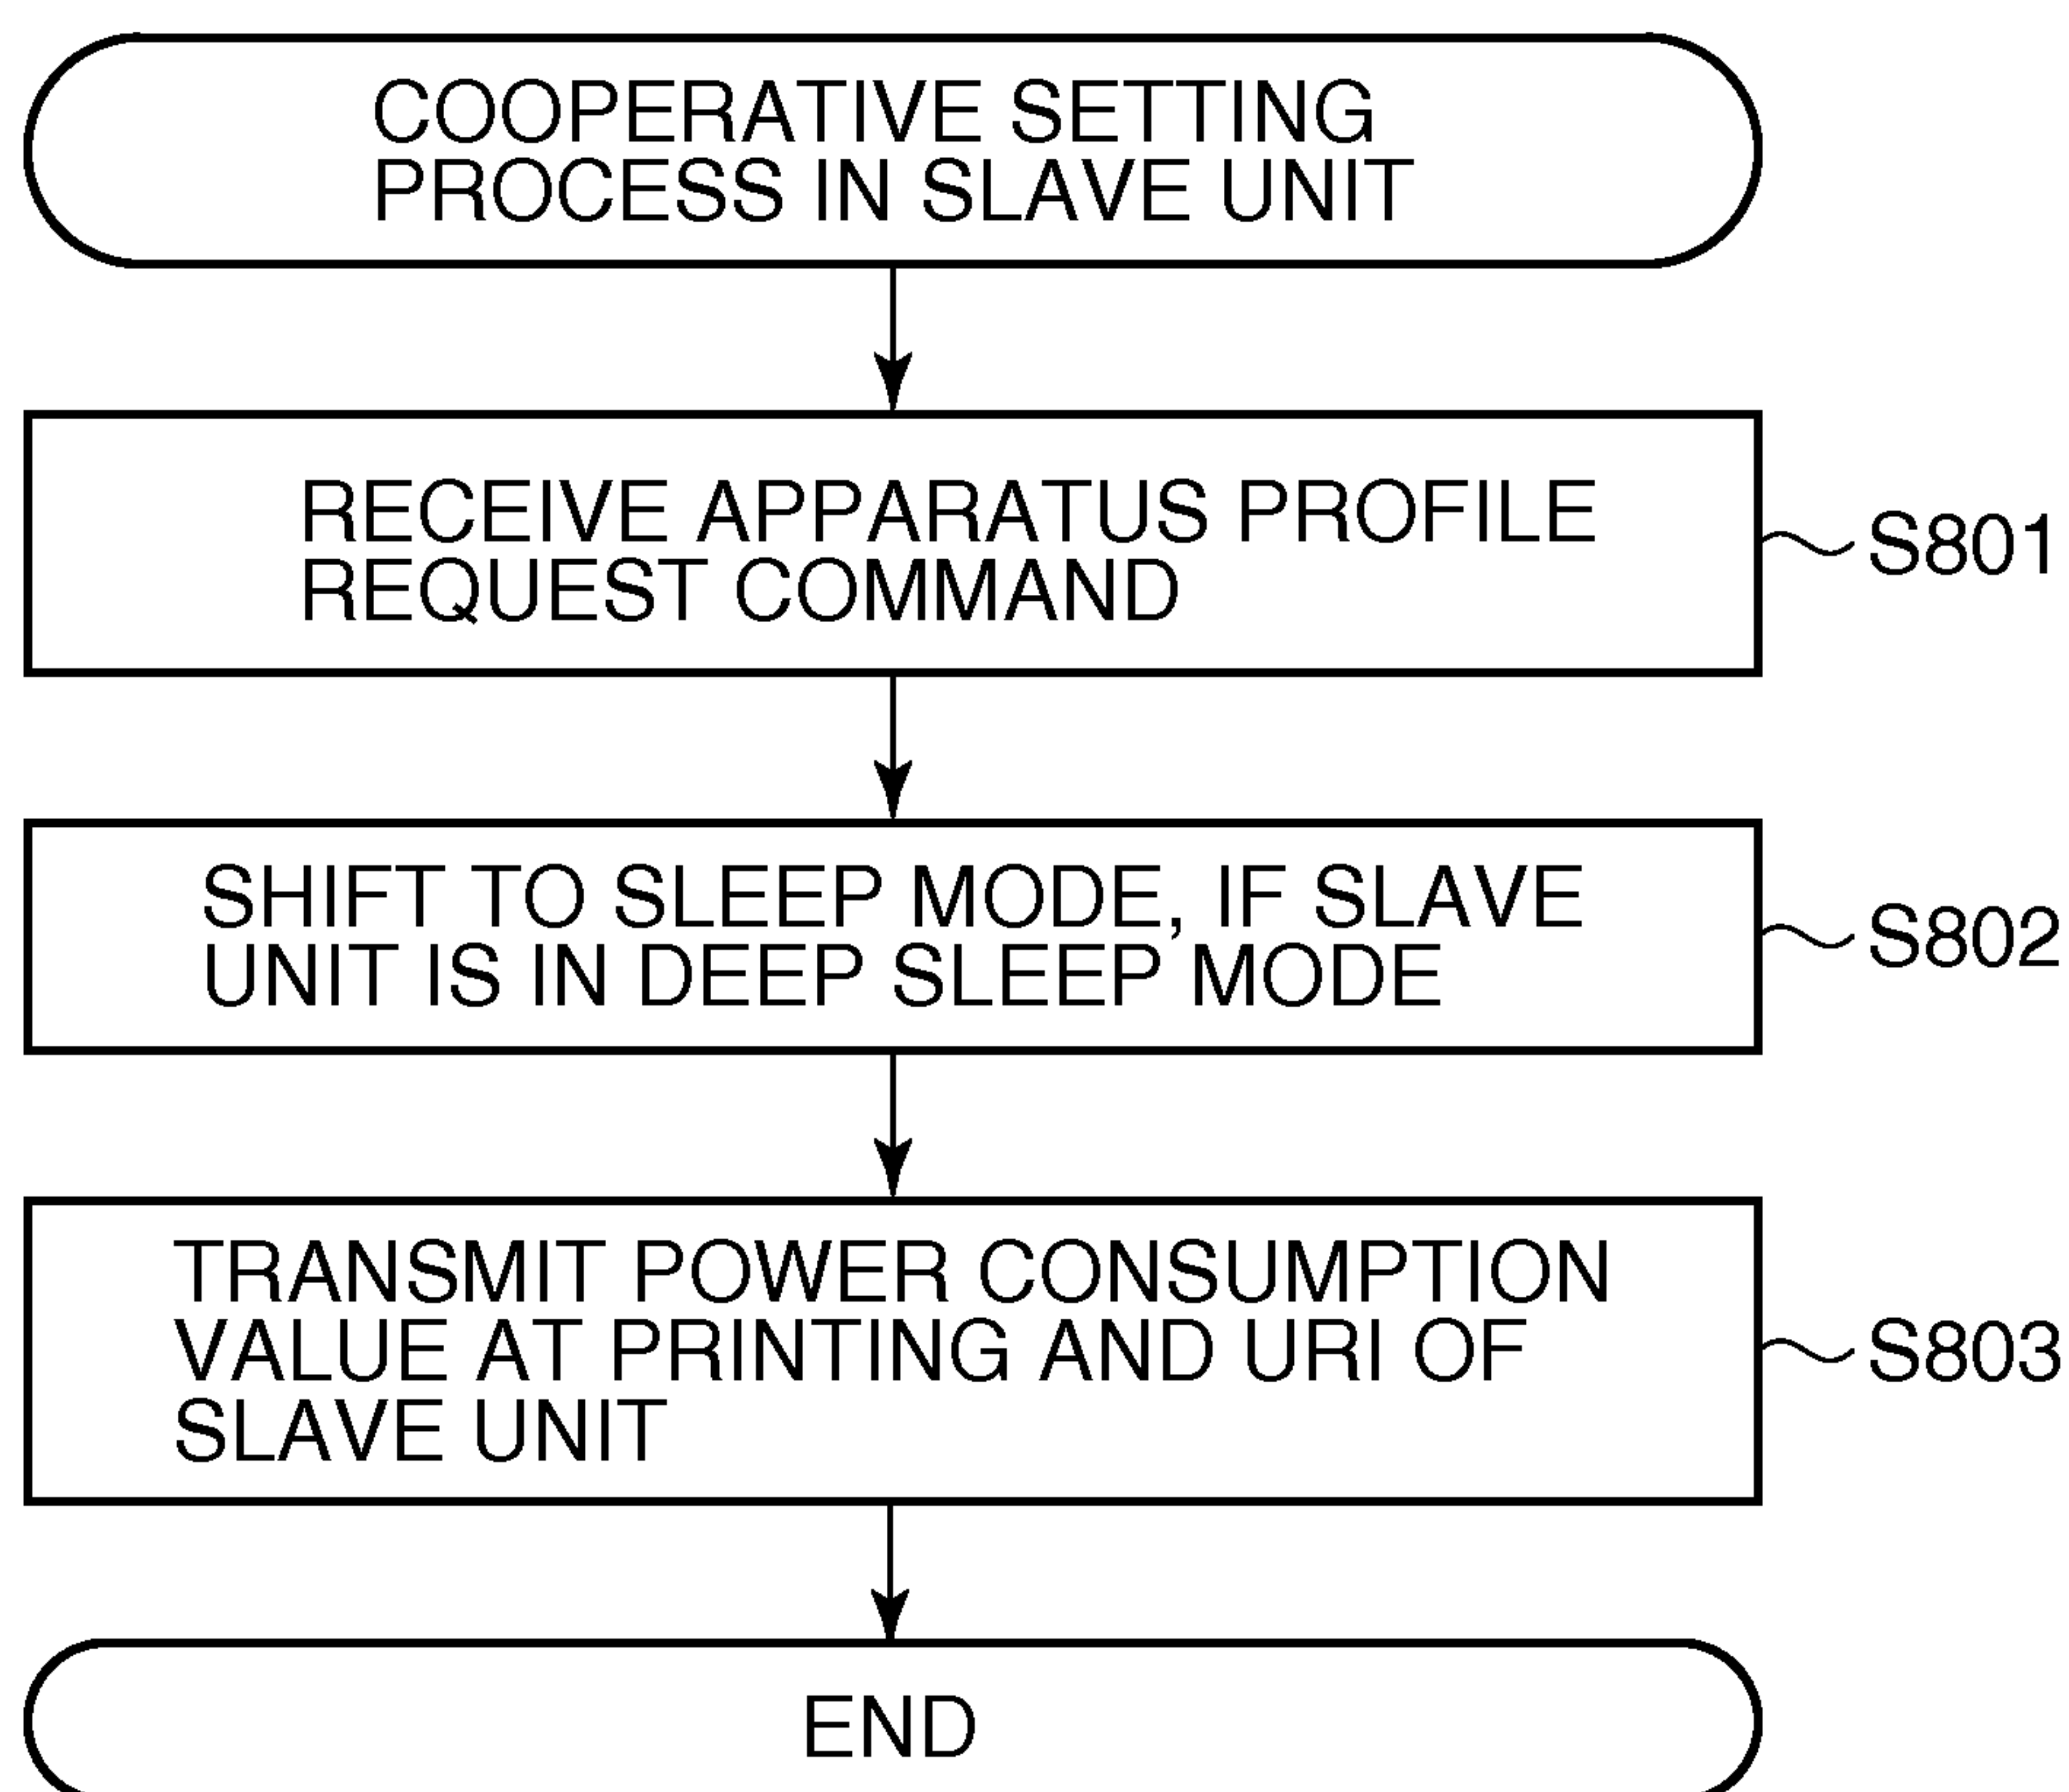 COOPERATIVE SETTING
PROCESS IN SLAVE UNIT
RECEIVE APPARATUS PROFILE
REQUEST COMMAND
S801
SHIFT TO SLEEP MODE, IF SLAVE
UNIT IS IN DEEP SLEEP MODE
S802
TRANSMIT POWER CONSUMPTION
VALUE AT PRINTING AND URI OF
SLAVE UNIT
S803
END